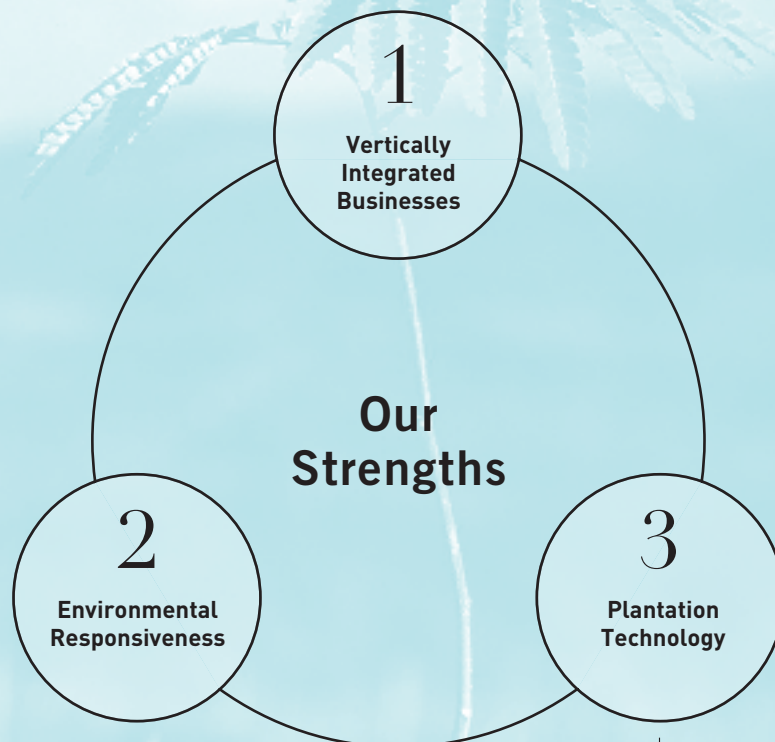 1
Vertically
Integrated
Businesses
Our
Strengths
2
Environmental
Responsiveness
3
Plantation
Technology